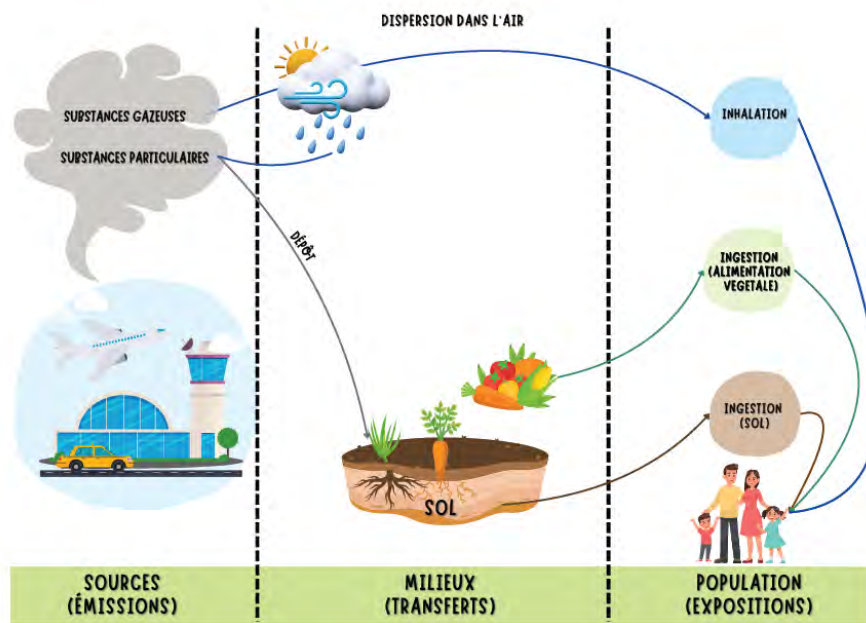 DISPERSION DANS L'AIR
SUBSTANCES GAZEUSES
SUBSTANCES PARTICULAIRES
DÉPÔT
INHALATION
INGESTION
(ALIMENTATION
VEGETALE)
INGESTION
(SOL)
SOL
SOURCES
(ÉMISSIONS)
MILIEUX
(TRANSFERTS)
POPULATION
(EXPOSITIONS)